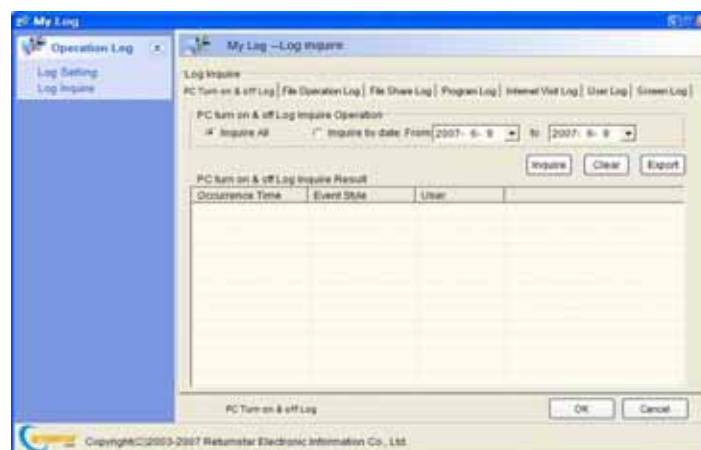 My Log
Operation Log
Log Setting
Log Inquire
My Log --Log Inquire
Log Inquire
PC Turn on & off Log
File Operation Log
File Share Log
Program Log
Internet Visit Log
User Log
Screen Log
PC turn on & off Log Inquire Operation
Inquire All
Inquire by date From 2007- 6- 9 to 2007- 6- 9
Inquire Clear Export
PC turn on & off Log Inquire Result
Occurrence Time Event Style User
PC Turn on & off Log
OK Cancel
Copyright(C)2003-2007 Returnstar Electronic Information Co., Ltd.